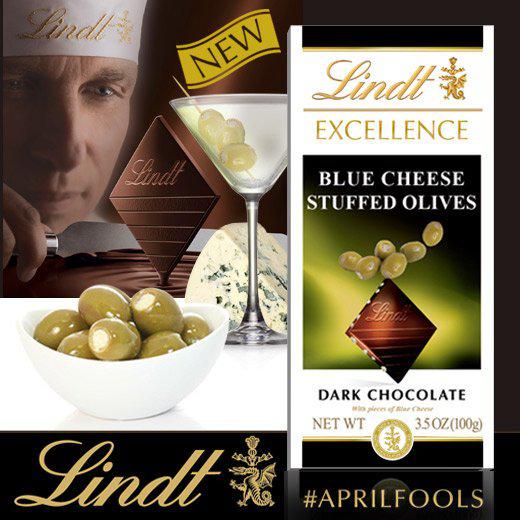 Lindt
NEW
Lindt
Lindt
EXCELLENCE
BLUE CHEESE
STUFFED OLIVES
Lindt
DARK CHOCOLATE
With pieces of Blue Cheese
NET WT 3.5 OZ (100g)
Lindt
#APRILFOOLS